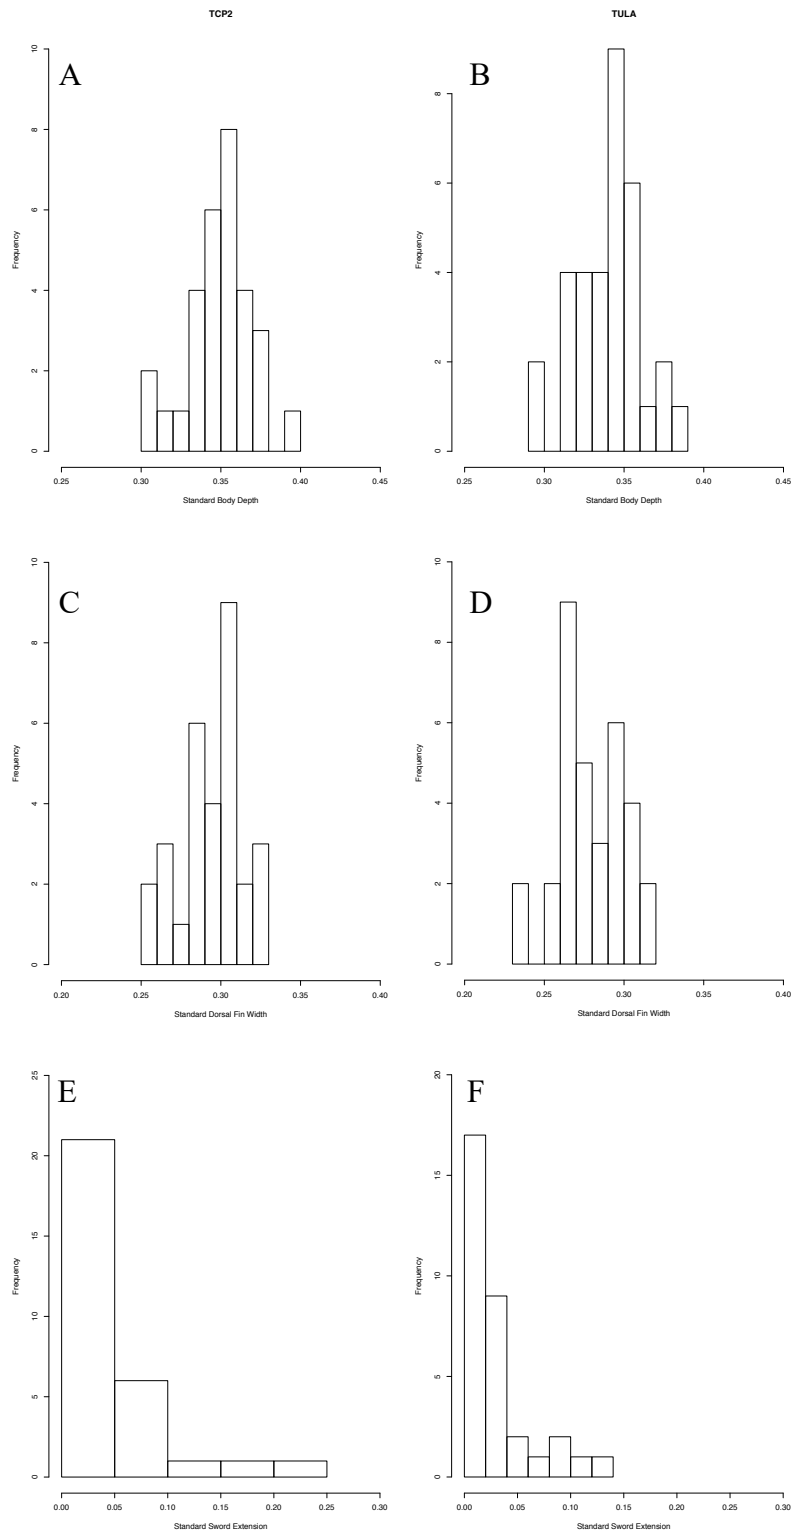 TCP2
TULA
A
10
8
6
4
2
0
Frequency
0.25 0.30 0.35 0.40 0.45
Standard Body Depth
B
8
6
4
2
0
Frequency
0.25 0.30 0.35 0.40 0.45
Standard Body Depth
C
10
8
6
4
2
0
Frequency
0.20 0.25 0.30 0.35 0.40
Standard Dorsal Fin Width
D
10
8
6
4
2
0
Frequency
0.20 0.25 0.30 0.35 0.40
Standard Dorsal Fin Width
E
25
20
15
10
5
0
Frequency
0.00 0.05 0.10 0.15 0.20 0.25 0.30
Standard Sword Extension
F
20
15
10
5
0
Frequency
0.00 0.05 0.10 0.15 0.20 0.25 0.30
Standard Sword Extension